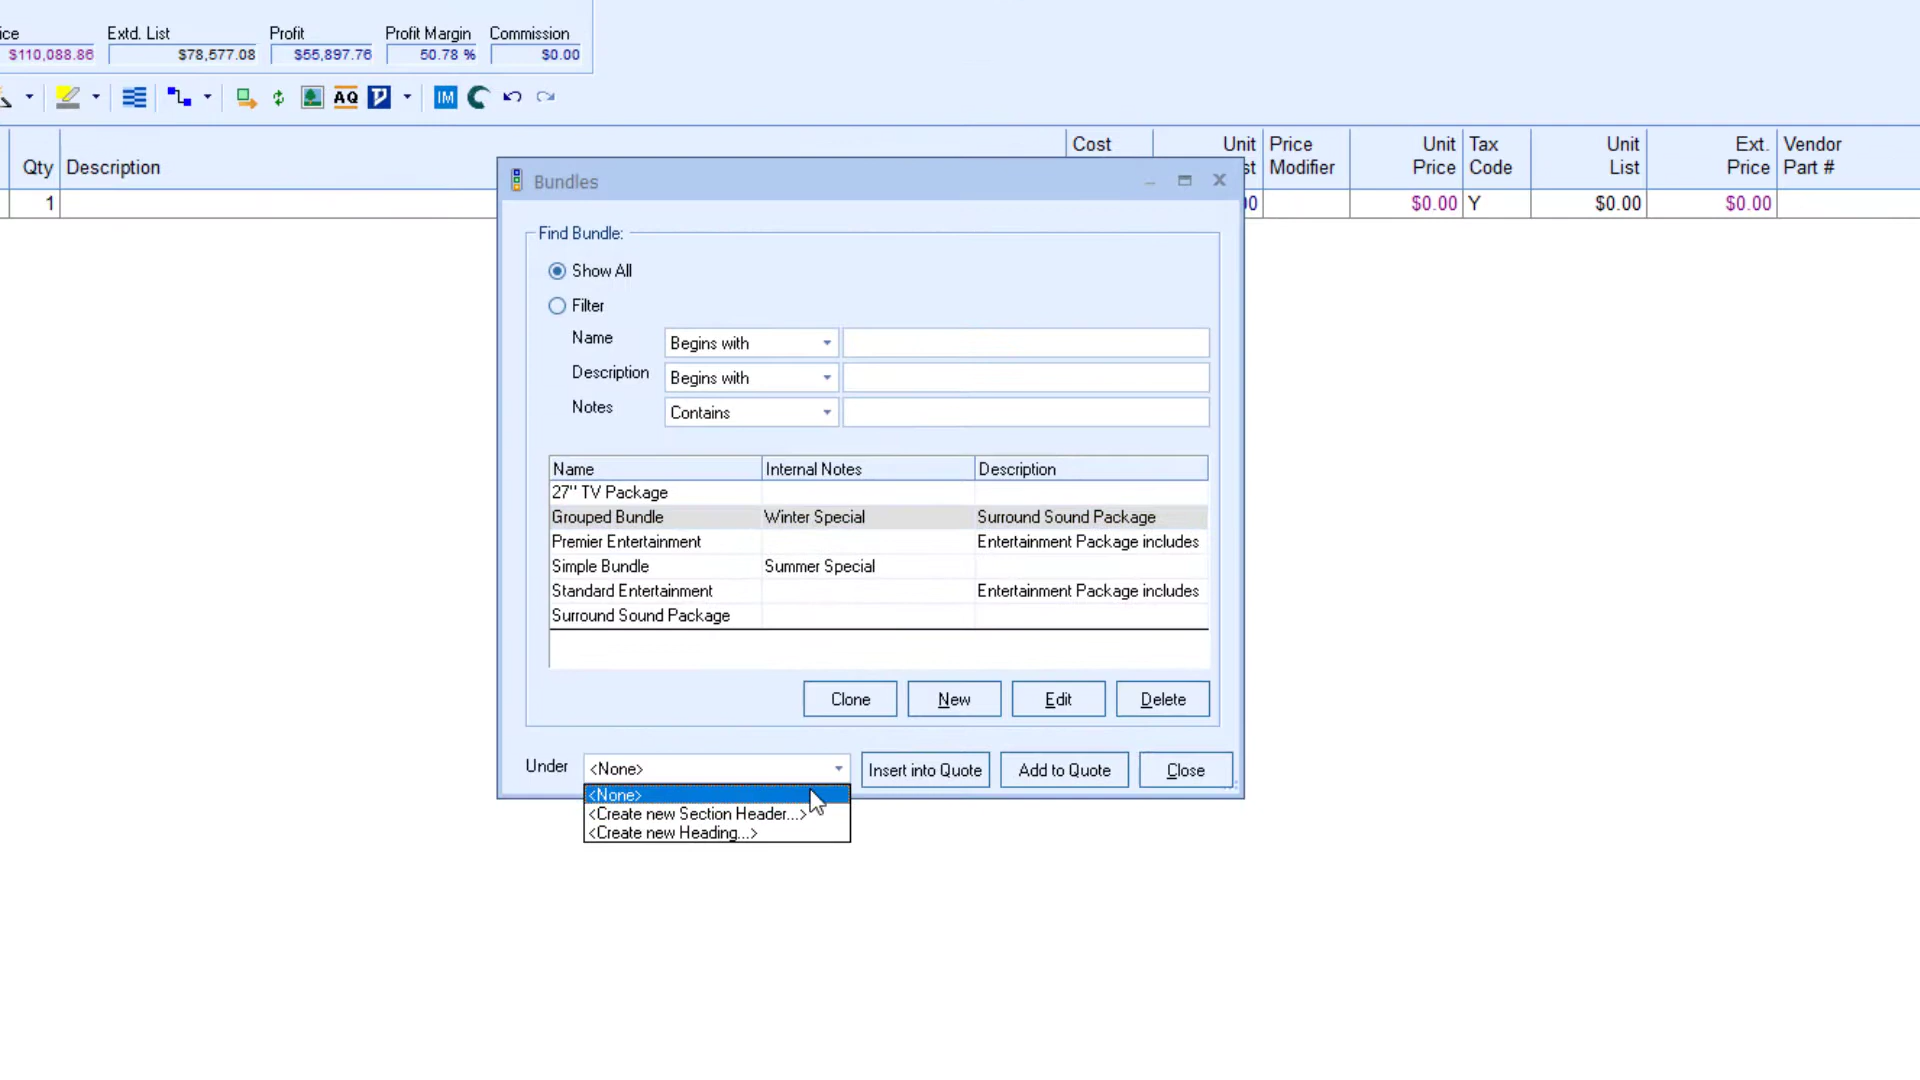 ice Extd. List Profit Profit Margin Commission
$110,088.86 $78,577.08 $55,897.76 50.78 % $0.00
AQ IM
Cost Unit Price Unit Tax Unit Ext. Vendor
Qty Description st Modifier Price Code List Price Part #
1 00 $0.00 Y $0.00 $0.00
Bundles
Find Bundle:
Show All
Filter
Name Begins with
Description Begins with
Notes Contains
Name Internal Notes Description
27" TV Package
Grouped Bundle Winter Special Surround Sound Package
Premier Entertainment Entertainment Package includes
Simple Bundle Summer Special
Standard Entertainment Entertainment Package includes
Surround Sound Package
Clone New Edit Delete
Under <None> Insert into Quote Add to Quote Close
<None>
<Create new Section Header...>
<Create new Heading...>